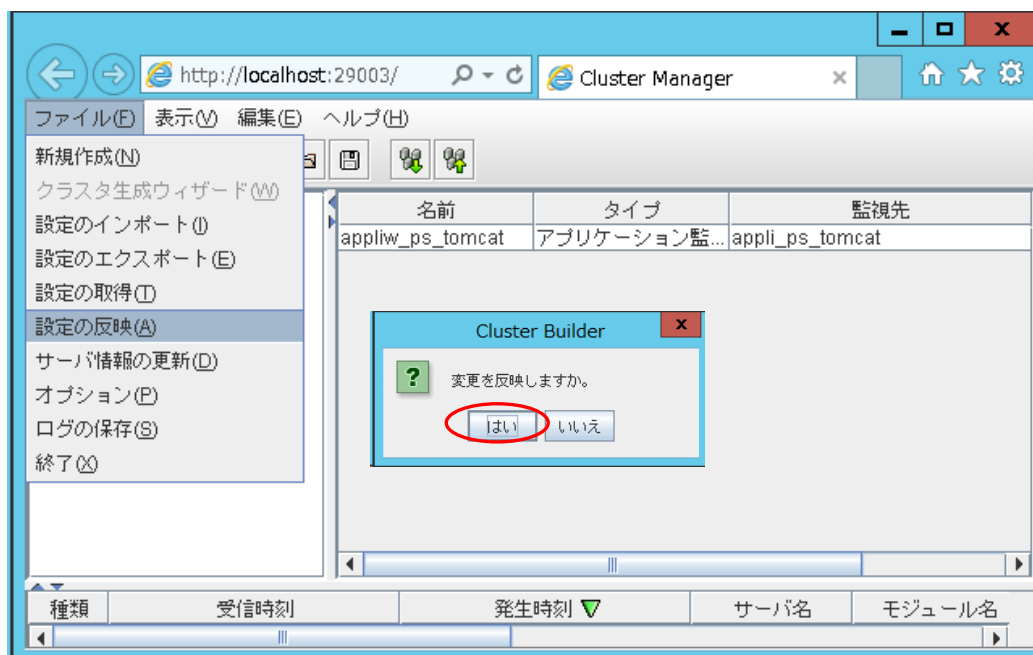 http://localhost:29003/
Cluster Manager
ファイル(F) 表示(V) 編集(E) ヘルプ(H)
新規作成(N)
クラスタ生成ウィザード(W)
設定のインポート(I)
設定のエクスポート(E)
設定の取得(T)
設定の反映(A)
サーバ情報の更新(D)
オプション(P)
ログの保存(S)
終了(X)
名前 タイプ 監視先
appliw_ps_tomcat アプリケーション監... appli_ps_tomcat
Cluster Builder
変更を反映しますか。
はい いいえ
種類 受信時刻 発生時刻 サーバ名 モジュール名